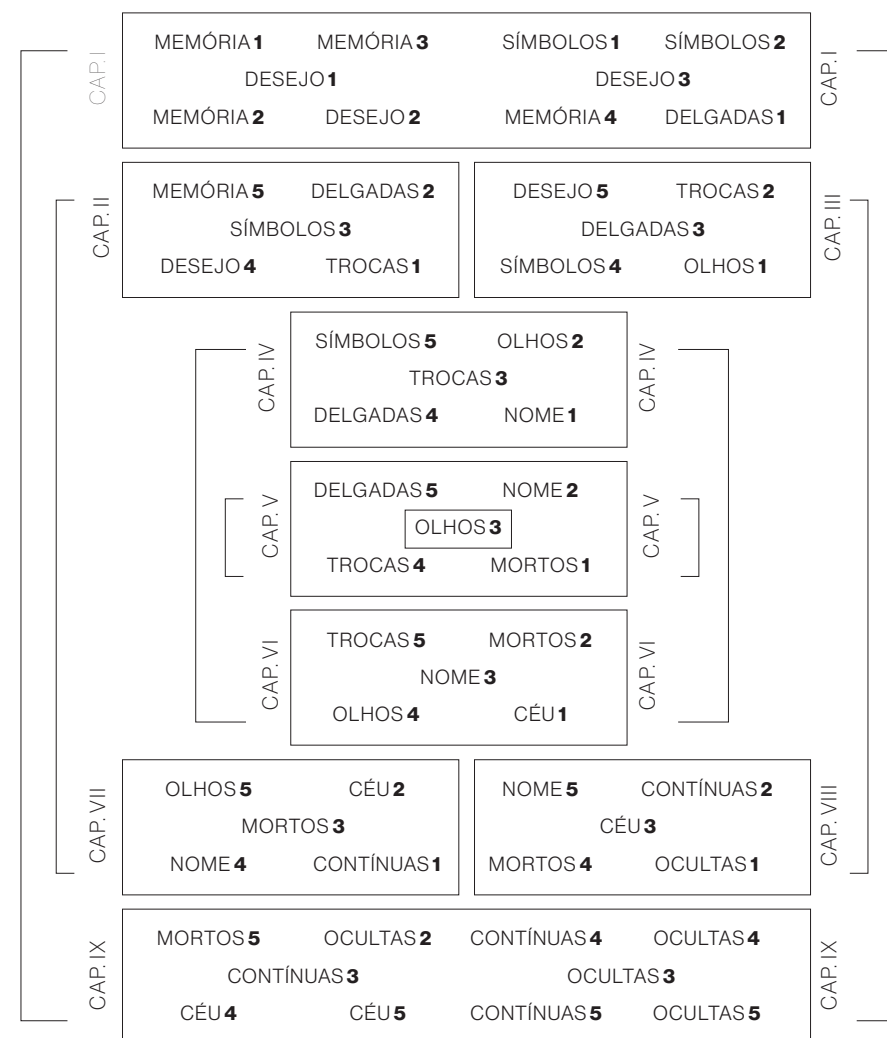 CAP. I
MEMÓRIA 1 MEMÓRIA 3 SÍMBOLOS 1 SÍMBOLOS 2
DESEJO 1 DESEJO 3
MEMÓRIA 2 DESEJO 2 MEMÓRIA 4 DELGADAS 1
CAP. I
CAP. II
MEMÓRIA 5 DELGADAS 2
SÍMBOLOS 3
DESEJO 4 TROCAS 1
DESEJO 5 TROCAS 2
DELGADAS 3
SÍMBOLOS 4 OLHOS 1
CAP. III
CAP. IV
SÍMBOLOS 5 OLHOS 2
TROCAS 3
DELGADAS 4 NOME 1
CAP. IV
CAP. V
DELGADAS 5 NOME 2
OLHOS 3
TROCAS 4 MORTOS 1
CAP. V
CAP. VI
TROCAS 5 MORTOS 2
NOME 3
OLHOS 4 CÉU 1
CAP. VI
CAP. VII
OLHOS 5 CÉU 2
MORTOS 3
NOME 4 CONTÍNUAS 1
NOME 5 CONTÍNUAS 2
CÉU 3
MORTOS 4 OCULTAS 1
CAP. VIII
CAP. IX
MORTOS 5 OCULTAS 2 CONTÍNUAS 4 OCULTAS 4
CONTÍNUAS 3 OCULTAS 3
CÉU 4 CÉU 5 CONTÍNUAS 5 OCULTAS 5
CAP. IX